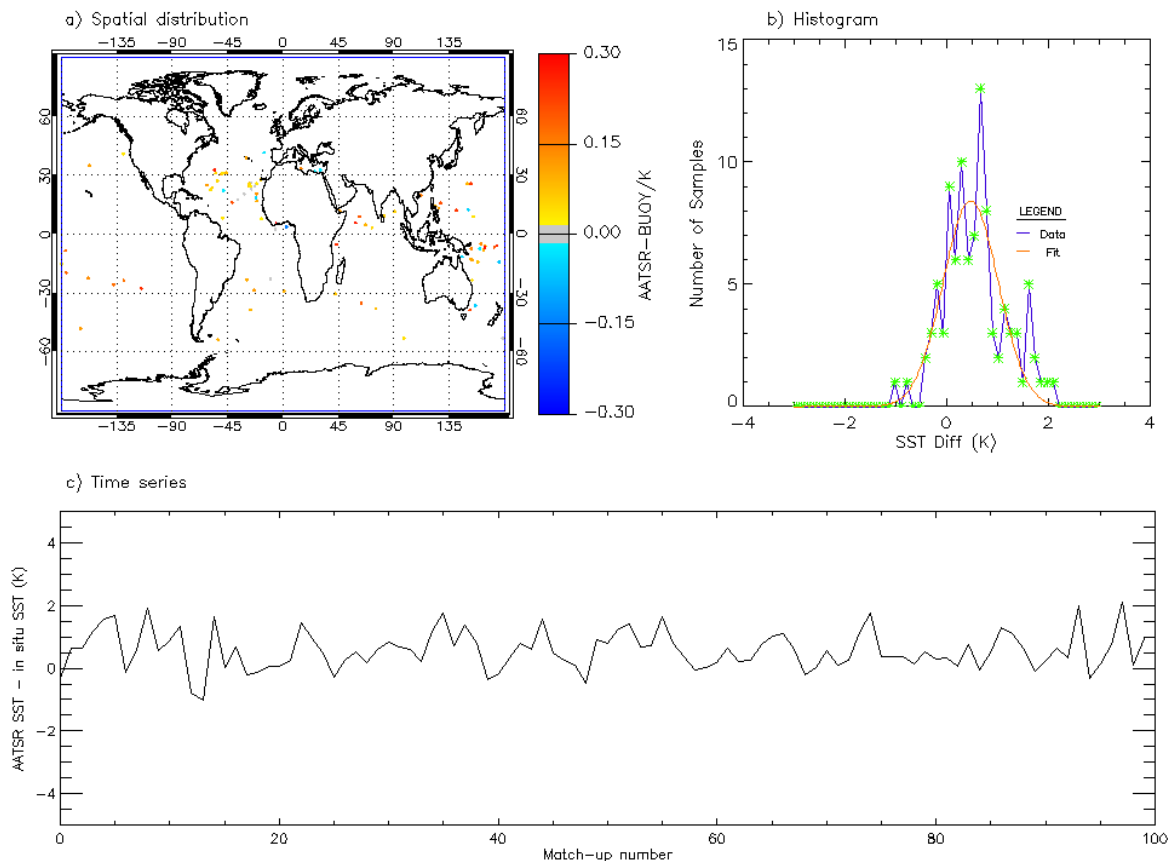 a) Spatial distribution
−135 −90 −45 0 45 90 135
60 60
30 30
0 0
−30 −30
−60 −60
−135 −90 −45 0 45 90 135
0.30
0.15
0.00
−0.15
−0.30
AATSR−BUOY/K
b) Histogram
15
10
5
0
Number of Samples
LEGEND
Data
Fit
−4 −2 0 2 4
SST Diff (K)
c) Time series
4
2
0
−2
−4
AATSR SST − in situ SST (K)
0 20 40 60 80 100
Match−up number